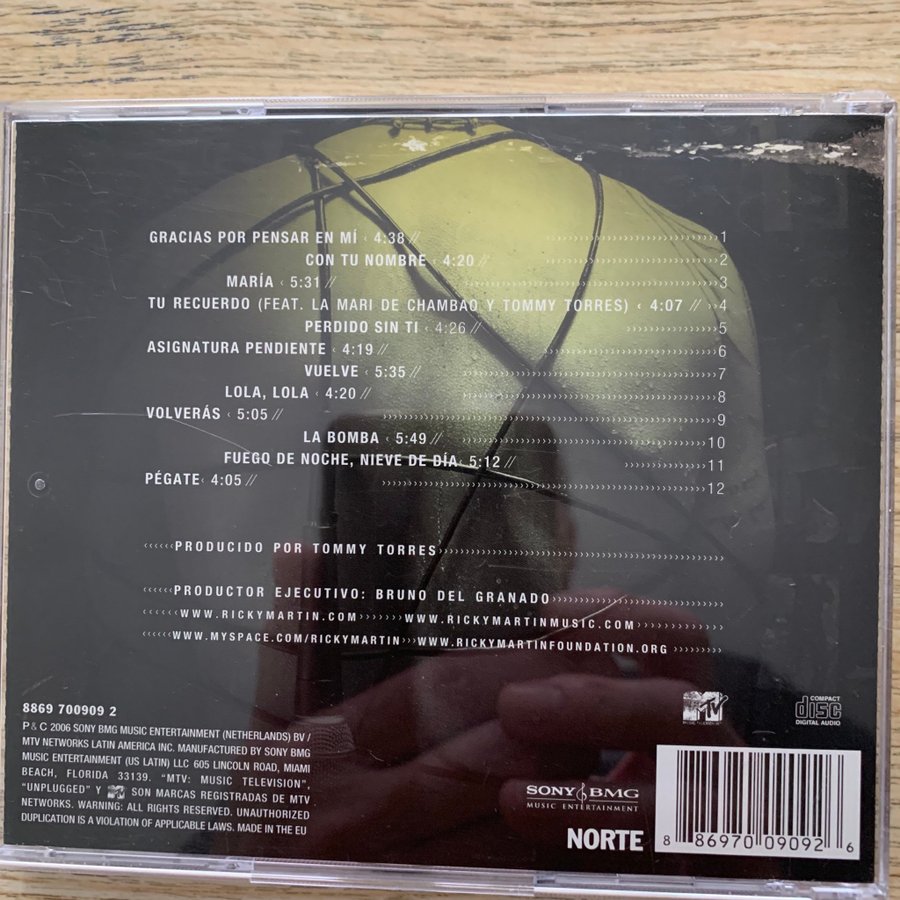 GRACIAS POR PENSAR EN MÍ ‹ 4:38 // 1
CON TU NOMBRE ‹ 4:20 // 2
MARÍA ‹ 5:31 // 3
TU RECUERDO (FEAT. LA MARI DE CHAMBAO Y TOMMY TORRES) ‹ 4:07 // 4
PERDIDO SIN TI ‹ 4:26 // 5
ASIGNATURA PENDIENTE ‹ 4:19 // 6
VUELVE ‹ 5:35 // 7
LOLA, LOLA ‹ 4:20 // 8
VOLVERÁS ‹ 5:05 // 9
LA BOMBA ‹ 5:49 // 10
FUEGO DE NOCHE, NIEVE DE DÍA ‹ 5:12 // 11
PÉGATE ‹ 4:05 // 12
PRODUCIDO POR TOMMY TORRES
PRODUCTOR EJECUTIVO: BRUNO DEL GRANADO
WWW.RICKYMARTIN.COM WWW.RICKYMARTINMUSIC.COM
WWW.MYSPACE.COM/RICKYMARTIN WWW.RICKYMARTINFOUNDATION.ORG
8869 700909 2
P & C 2006 SONY BMG MUSIC ENTERTAINMENT (NETHERLANDS) BV /
MTV NETWORKS LATIN AMERICA INC. MANUFACTURED BY SONY BMG
MUSIC ENTERTAINMENT (US LATIN) LLC 605 LINCOLN ROAD, MIAMI
BEACH, FLORIDA 33139. "MTV: MUSIC TELEVISION",
"UNPLUGGED" Y MTV SON MARCAS REGISTRADAS DE MTV
NETWORKS. WARNING: ALL RIGHTS RESERVED. UNAUTHORIZED
DUPLICATION IS A VIOLATION OF APPLICABLE LAWS. MADE IN THE EU
MTV
COMPACT
disc
DIGITAL AUDIO
SONY BMG
MUSIC ENTERTAINMENT
NORTE
8 86970 09092 6